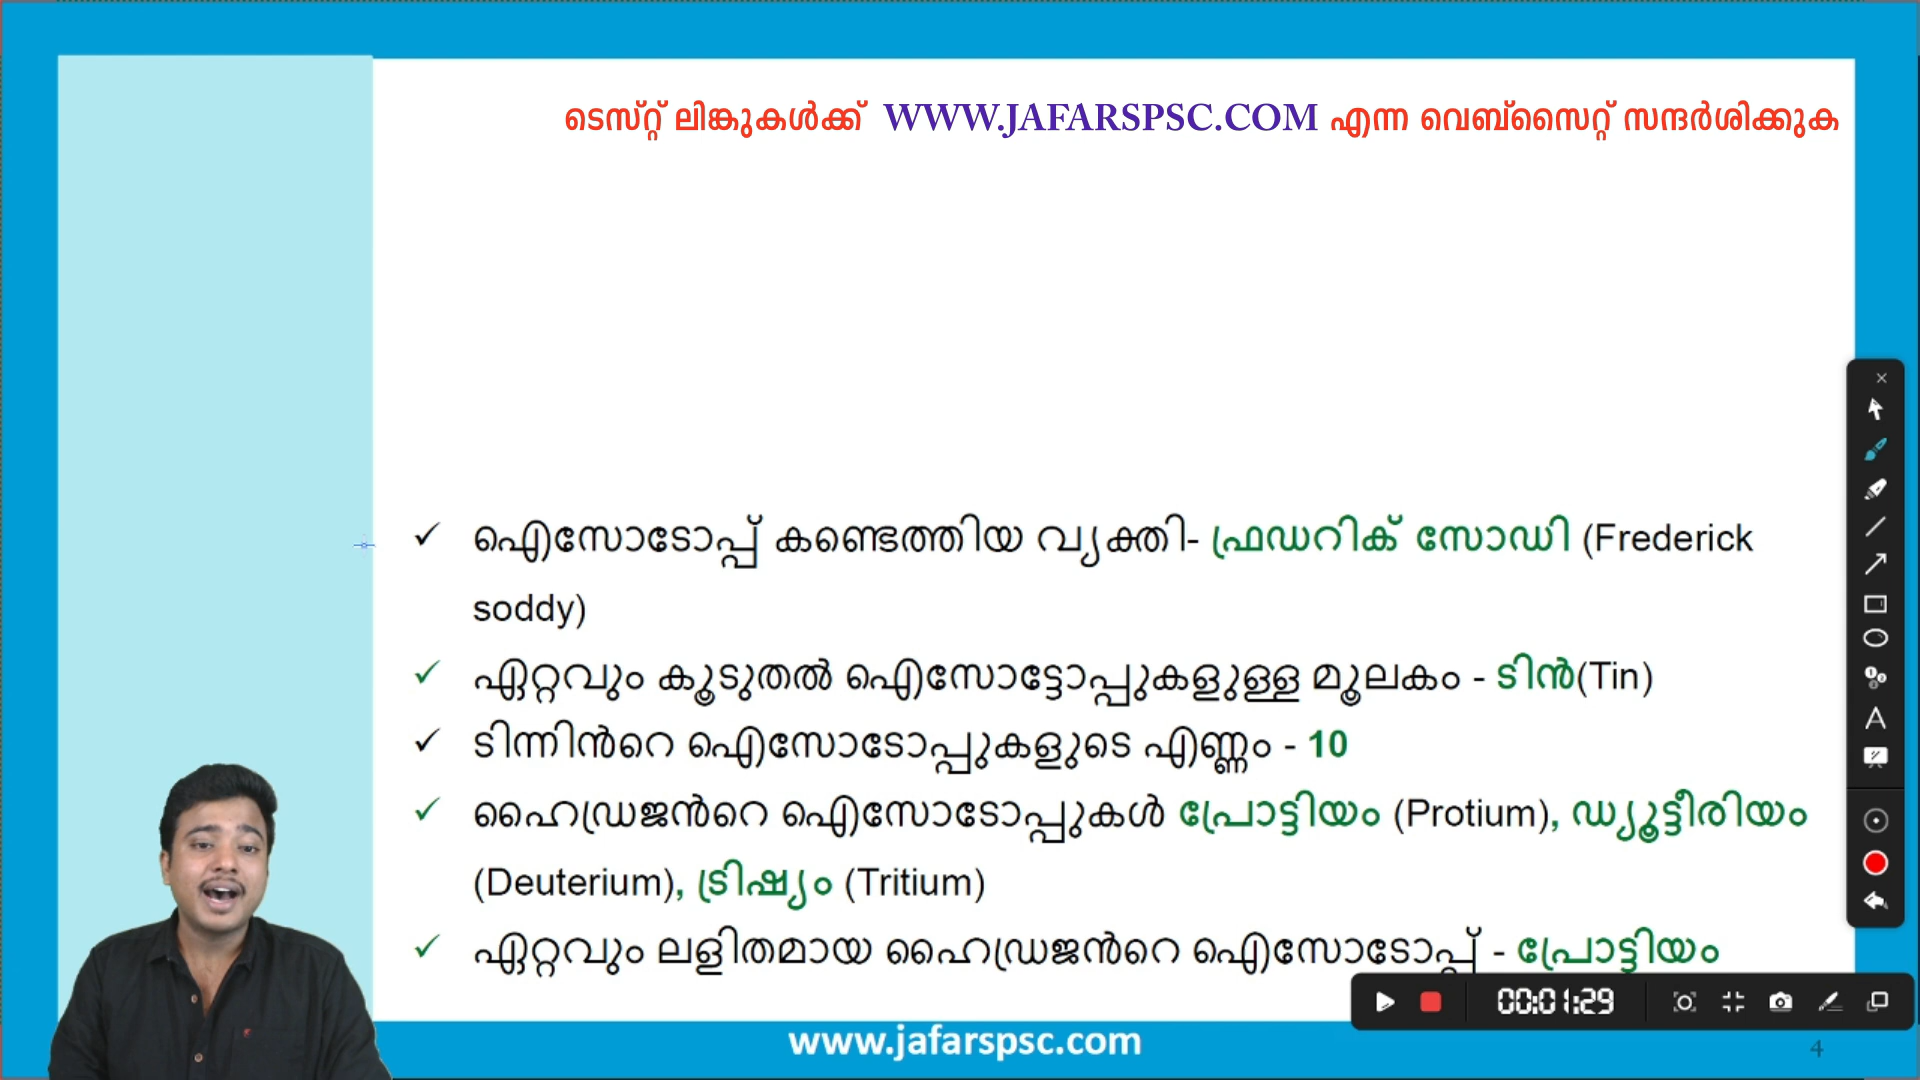 ടെസ്റ്റ് ലിങ്കുകൾക്ക് WWW.JAFARSPSC.COM എന്ന വെബ്സൈറ്റ് സന്ദർശിക്കുക
✓ ഐസോടോപ്പ് കണ്ടെത്തിയ വ്യക്തി- ഫ്രഡറിക് സോഡി (Frederick
soddy)
✓ ഏറ്റവും കൂടുതൽ ഐസോട്ടോപ്പുകളുള്ള മൂലകം - ടിൻ(Tin)
✓ ടിന്നിൻറെ ഐസോടോപ്പുകളുടെ എണ്ണം - 10
✓ ഹൈഡ്രജൻറെ ഐസോടോപ്പുകൾ പ്രോട്ടിയം (Protium), ഡ്യൂട്ടീരിയം
(Deuterium), ട്രിഷ്യം (Tritium)
✓ ഏറ്റവും ലളിതമായ ഹൈഡ്രജൻറെ ഐസോടോപ്പ് - പ്രോട്ടിയം
00:01:29
www.jafarspsc.com
4